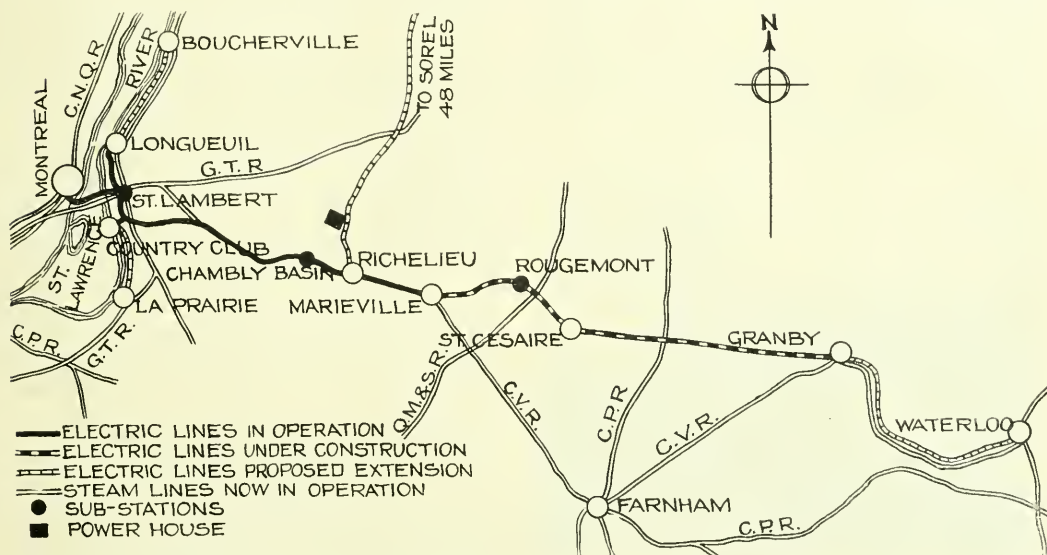 MONTREAL
C.N.Q.R
RIVER
BOUCHERVILLE
TO SOREL
48 MILES
N
LONGUEUIL
G.T.R
ST. LAMBERT
COUNTRY CLUB
ST.
LAWRENCE
CHAMBLY BASIN
RICHELIEU
ROUGEMONT
LA PRAIRIE
MARIEVILLE
ST CESAIRE
GRANBY
C.P.R.
G.T.R.
Q.M.&S.R.
C.V.R.
C.P.R
C.V.R.
WATERLOO
FARNHAM
C.P.R.
ELECTRIC LINES IN OPERATION
ELECTRIC LINES UNDER CONSTRUCTION
ELECTRIC LINES PROPOSED EXTENSION
STEAM LINES NOW IN OPERATION
SUB-STATIONS
POWER HOUSE